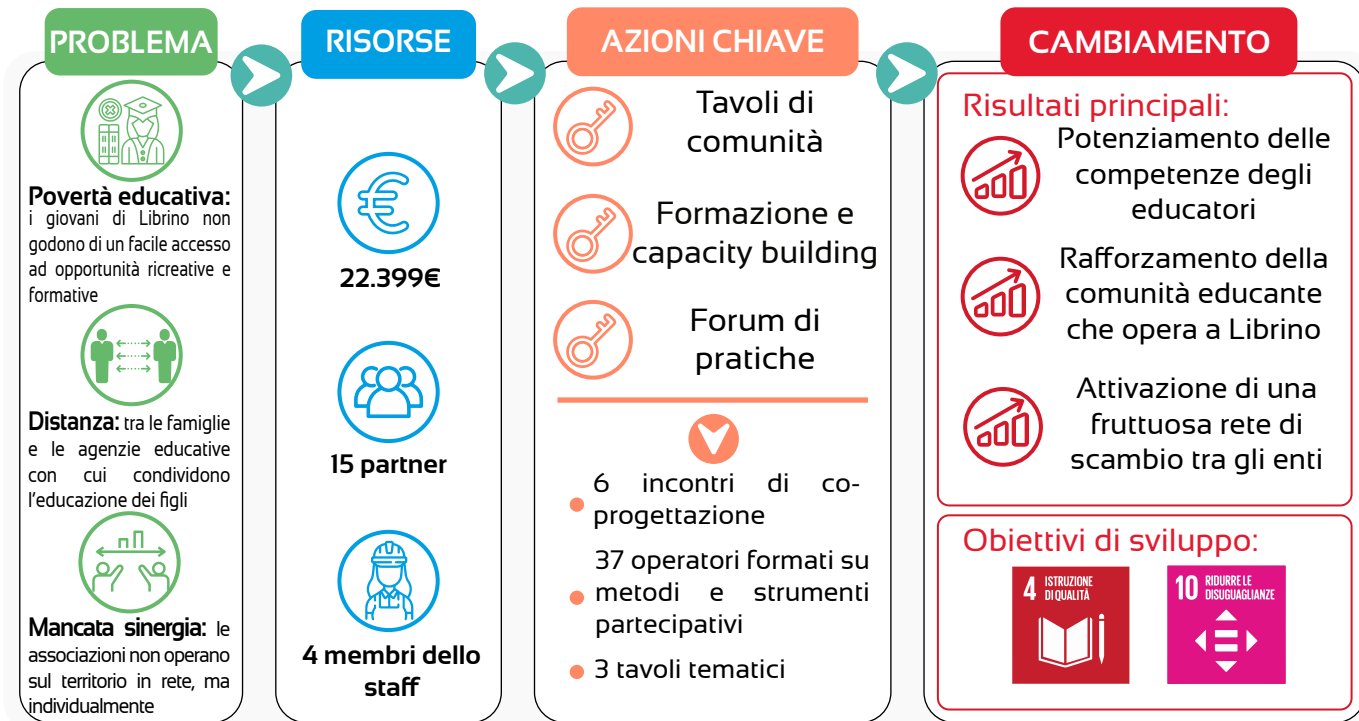 PROBLEMA
Povertà educativa:
i giovani di Librino non
godono di un facile accesso
ad opportunità ricreative e
formative
Distanza: tra le famiglie
e le agenzie educative
con cui condividono
l'educazione dei figli
Mancata sinergia: le
associazioni non operano
sul territorio in rete, ma
individualmente
RISORSE
22.399€
15 partner
4 membri dello
staff
AZIONI CHIAVE
Tavoli di
comunità
Formazione e
capacity building
Forum di
pratiche
6 incontri di co-
progettazione
37 operatori formati su
metodi e strumenti
partecipativi
3 tavoli tematici
CAMBIAMENTO
Risultati principali:
Potenziamento delle
competenze degli
educatori
Rafforzamento della
comunità educante
che opera a Librino
Attivazione di una
fruttuosa rete di
scambio tra gli enti
Obiettivi di sviluppo:
4 ISTRUZIONE
DI QUALITÀ
10 RIDURRE LE
DISUGUAGLIANZE